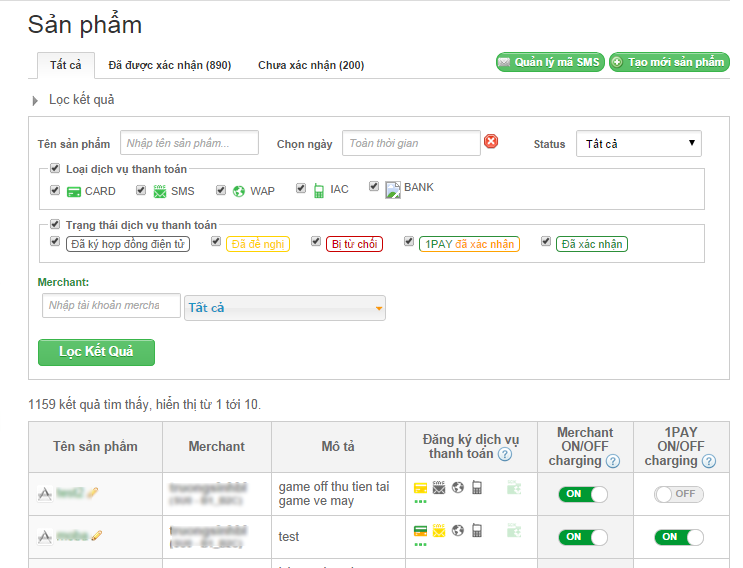 Sản phẩm
Tất cả Đã được xác nhận (890) Chưa xác nhận (200) Quản lý mã SMS Tạo mới sản phẩm
Lọc kết quả
Tên sản phẩm Nhập tên sản phẩm... Chọn ngày Toàn thời gian Status Tất cả
Loại dịch vụ thanh toán
CARD SMS WAP IAC BANK
Trạng thái dịch vụ thanh toán
Đã ký hợp đồng điện tử Đã đề nghị Bị từ chối 1PAY đã xác nhận Đã xác nhận
Merchant:
Nhập tài khoản mercha Tất cả
Lọc Kết Quả
1159 kết quả tìm thấy, hiển thị từ 1 tới 10.
Tên sản phẩm Merchant Mô tả Đăng ký dịch vụ thanh toán ? Merchant ON/OFF charging ? 1PAY ON/OFF charging ?
game off thu tien tai
game ve may
ON OFF
test
ON ON